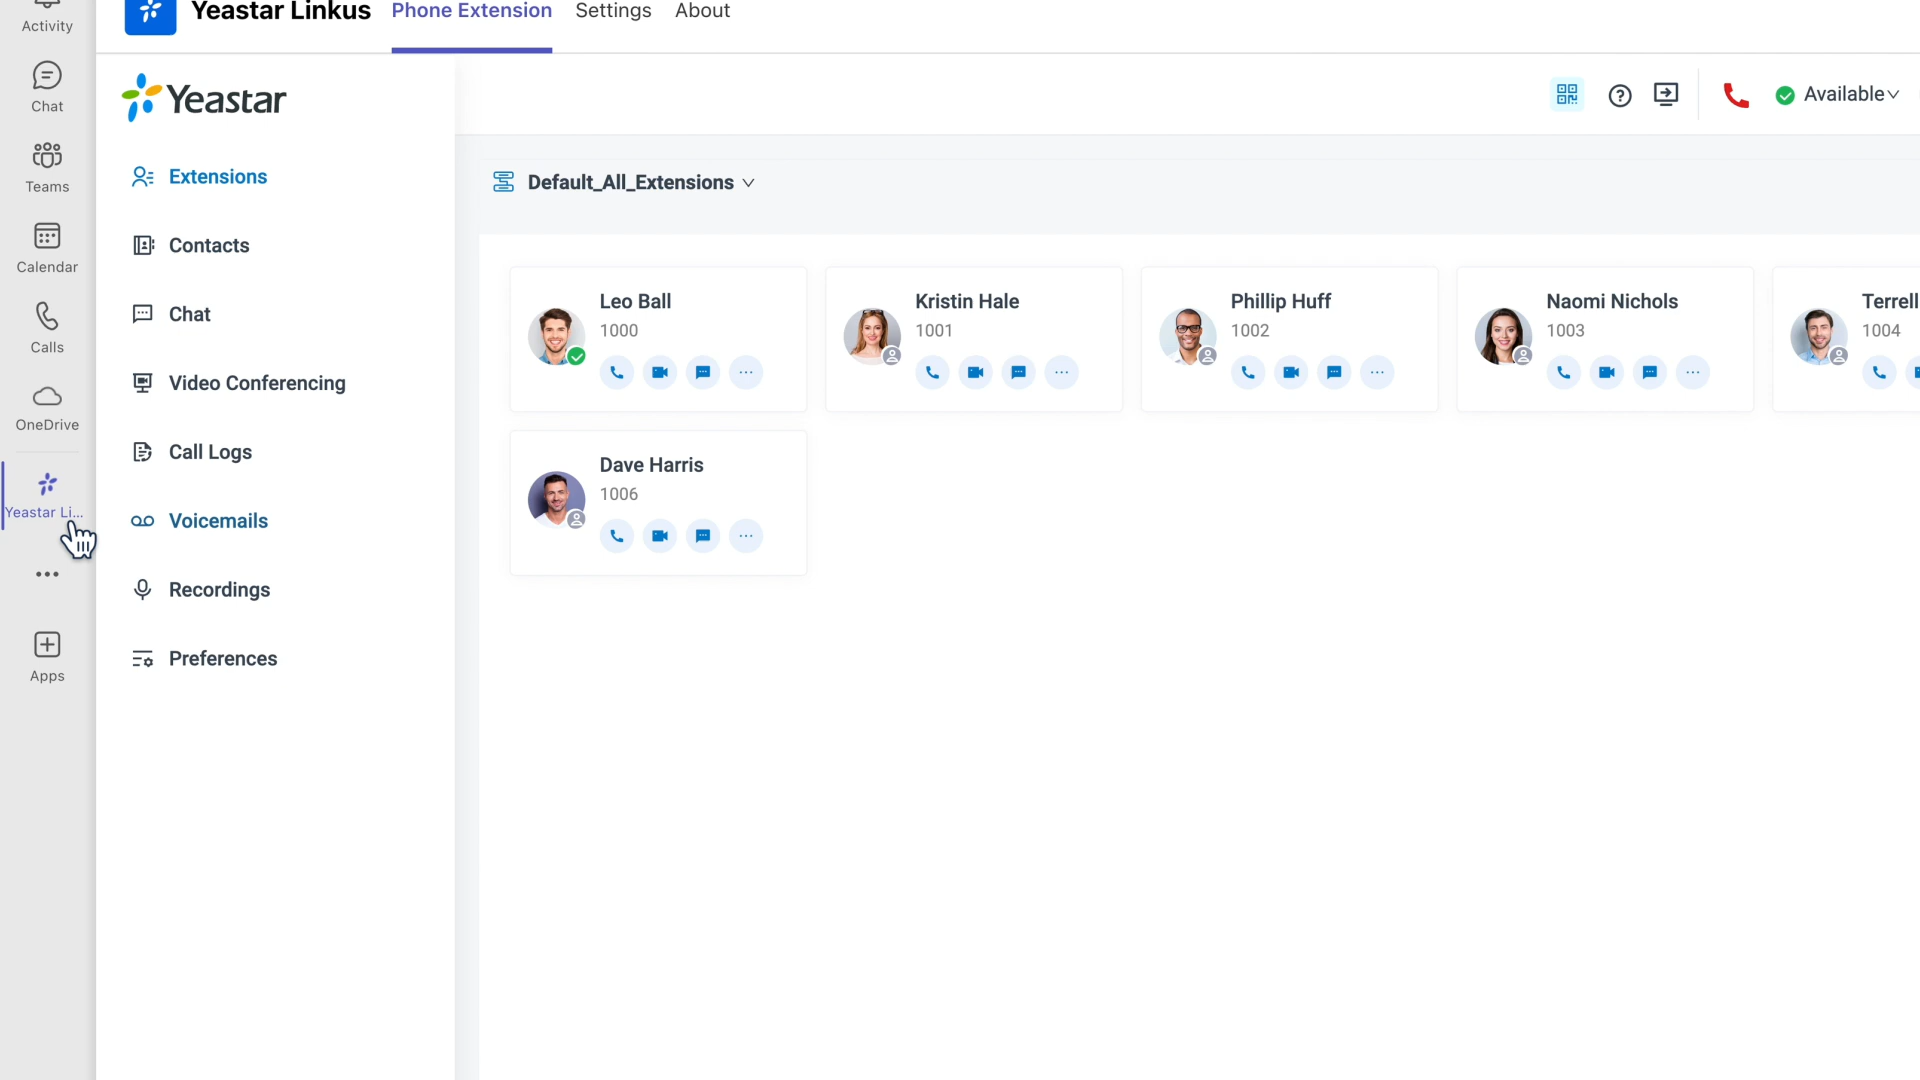 Activity
Chat
Teams
Calendar
Calls
OneDrive
Yeastar Li...
Apps
Yeastar Linkus
Phone Extension
Settings
About
Yeastar
Available
Extensions
Contacts
Chat
Video Conferencing
Call Logs
Voicemails
Recordings
Preferences
Default_All_Extensions
Leo Ball
1000
Kristin Hale
1001
Phillip Huff
1002
Naomi Nichols
1003
Terrell
1004
Dave Harris
1006